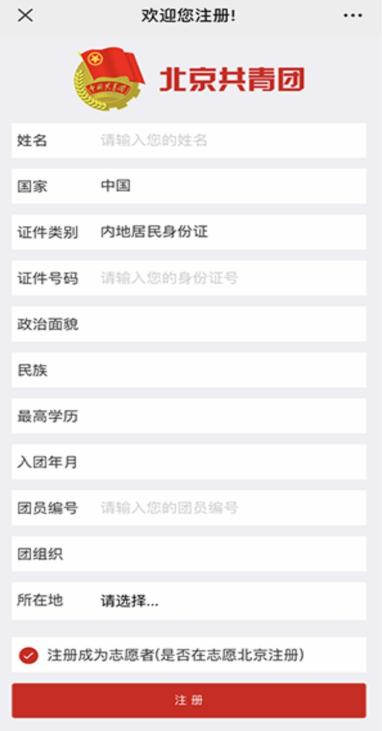 欢迎您注册!
中国共青团
北京共青团
姓名 请输入您的姓名
国家 中国
证件类别 内地居民身份证
证件号码 请输入您的身份证号
政治面貌
民族
最高学历
入团年月
团员编号 请输入您的团员编号
团组织
所在地 请选择...
注册成为志愿者(是否在志愿北京注册)
注册